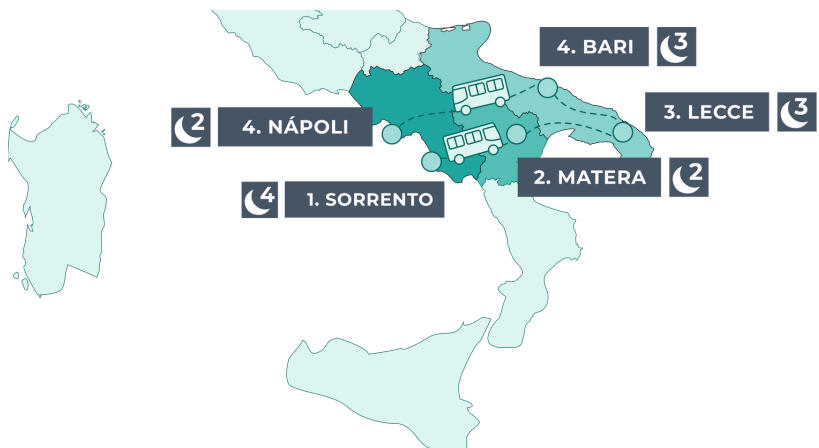 4. BARI 3
3. LECCE 3
2 4. NÁPOLI
2. MATERA 2
4 1. SORRENTO